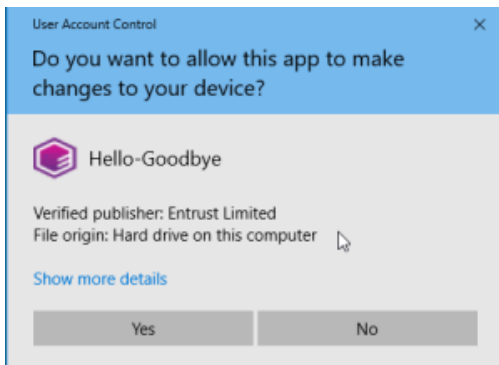 User Account Control
Do you want to allow this app to make
changes to your device?
Hello-Goodbye
Verified publisher: Entrust Limited
File origin: Hard drive on this computer
Show more details
Yes
No